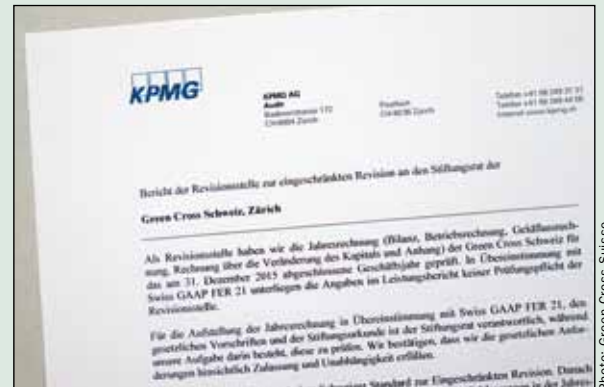 KPMG
KPMG AG
Audit
Badenerstrasse 172
CH-8004 Zürich
Postfach
CH-8036 Zürich
Telefon +41 58 249 31 31
Telefax +41 58 249 44 06
Internet www.kpmg.ch
Bericht der Revisionsstelle zur eingeschränkten Revision an den Stiftungsrat der
Green Cross Schweiz, Zürich
Als Revisionsstelle haben wir die Jahresrechnung (Bilanz, Betriebsrechnung, Geldflussrech-
nung, Rechnung über die Veränderung des Kapitals und Anhang) der Green Cross Schweiz für
das am 31. Dezember 2015 abgeschlossene Geschäftsjahr geprüft. In Übereinstimmung mit
Swiss GAAP FER 21 unterliegen die Angaben im Leistungsbericht keiner Prüfungspflicht der
Revisionsstelle.
Für die Aufstellung der Jahresrechnung in Übereinstimmung mit Swiss GAAP FER 21, den
gesetzlichen Vorschriften und der Stiftungsurkunde ist der Stiftungsrat verantwortlich, während
unsere Aufgabe darin besteht, diese zu prüfen. Wir bestätigen, dass wir die gesetzlichen Anfor-
derungen hinsichtlich Zulassung und Unabhängigkeit erfüllen.
Standard zur Eingeschränkten Revision. Danach
in der Jahres-
Green Cross Suisse